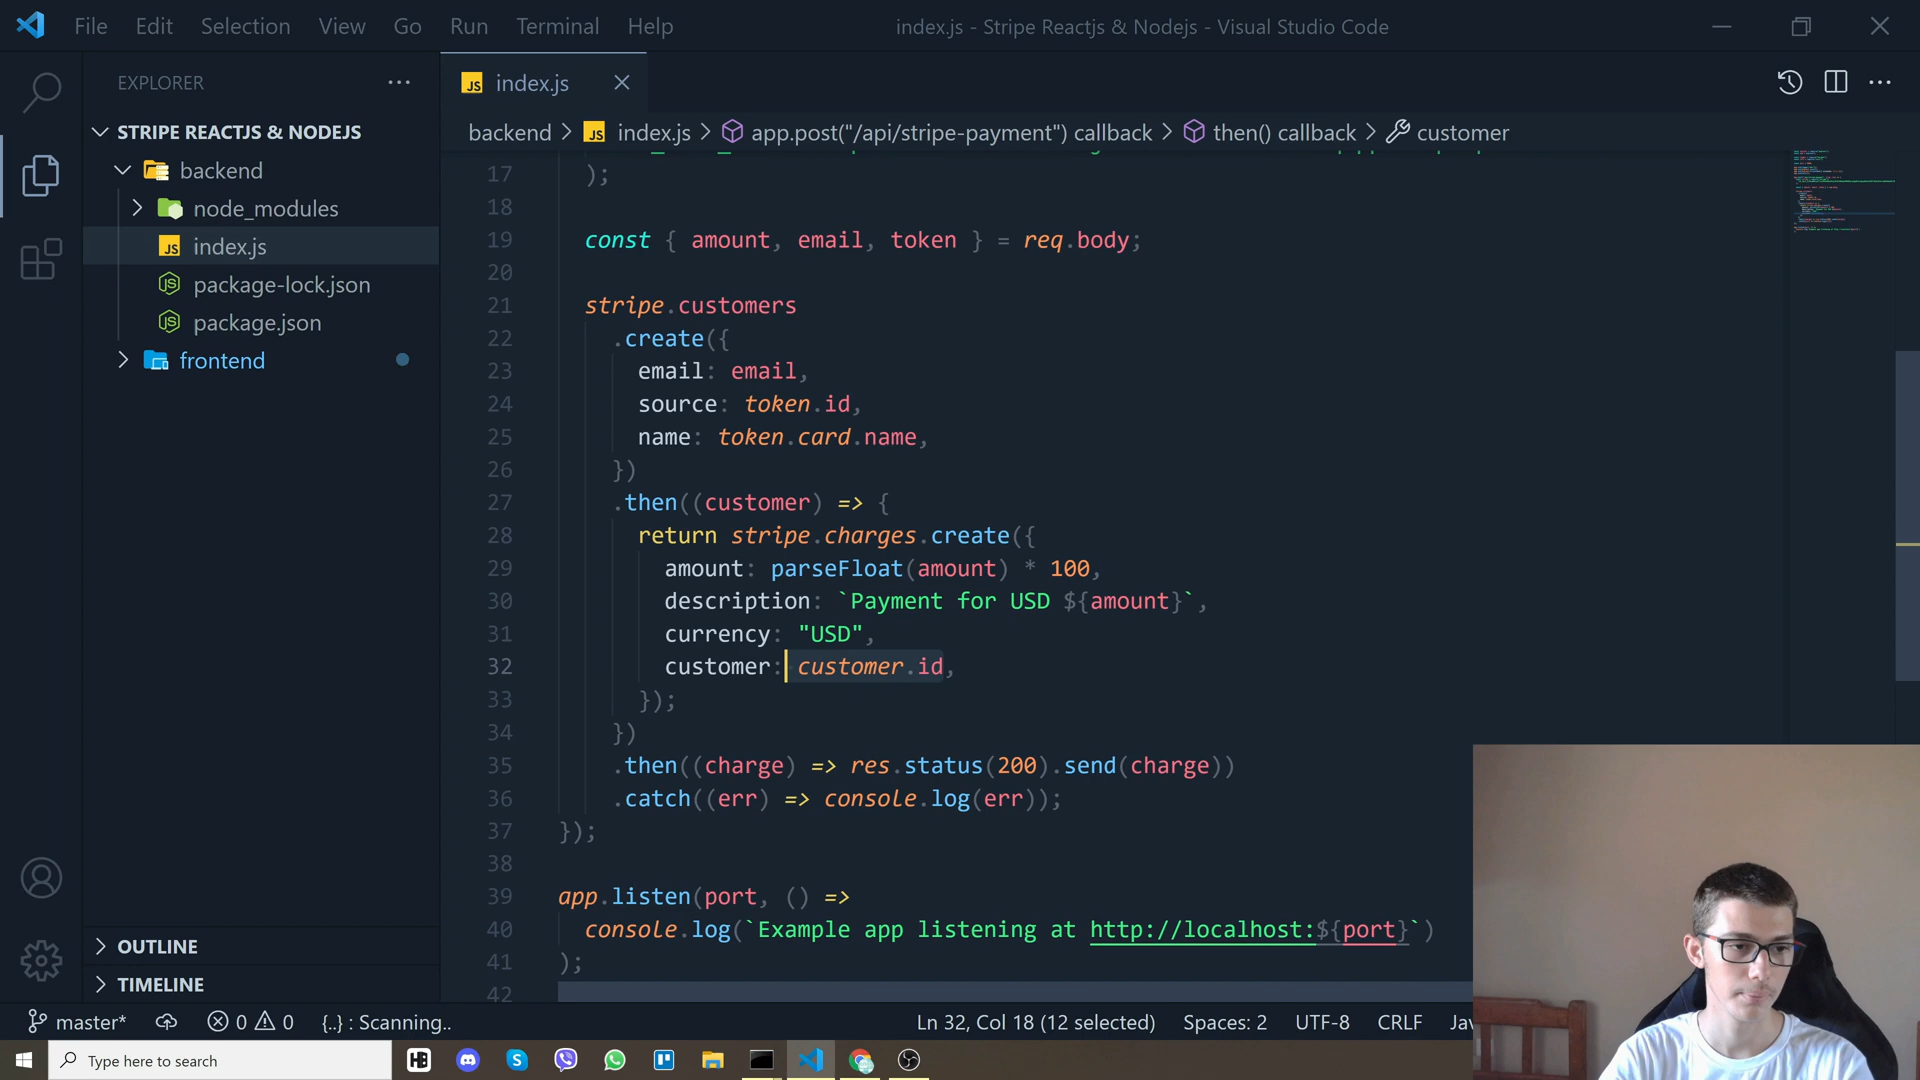 File Edit Selection View Go Run Terminal Help
index.js - Stripe Reactjs & Nodejs - Visual Studio Code
EXPLORER
STRIPE REACTJS & NODEJS
backend
node_modules
index.js
package-lock.json
package.json
frontend
OUTLINE
TIMELINE
JS index.js
backend > JS index.js > app.post("/api/stripe-payment") callback > then() callback > customer
17 );
18
19 const { amount, email, token } = req.body;
20
21 stripe.customers
22 .create({
23 email: email,
24 source: token.id,
25 name: token.card.name,
26 })
27 .then((customer) => {
28 return stripe.charges.create({
29 amount: parseFloat(amount) * 100,
30 description: `Payment for USD ${amount}`,
31 currency: "USD",
32 customer: customer.id,
33 });
34 })
35 .then((charge) => res.status(200).send(charge))
36 .catch((err) => console.log(err));
37 });
38
39 app.listen(port, () =>
40 console.log(`Example app listening at http://localhost:${port}`)
41 );
42
master* 0 0 {..} : Scanning..
Ln 32, Col 18 (12 selected) Spaces: 2 UTF-8 CRLF
Type here to search